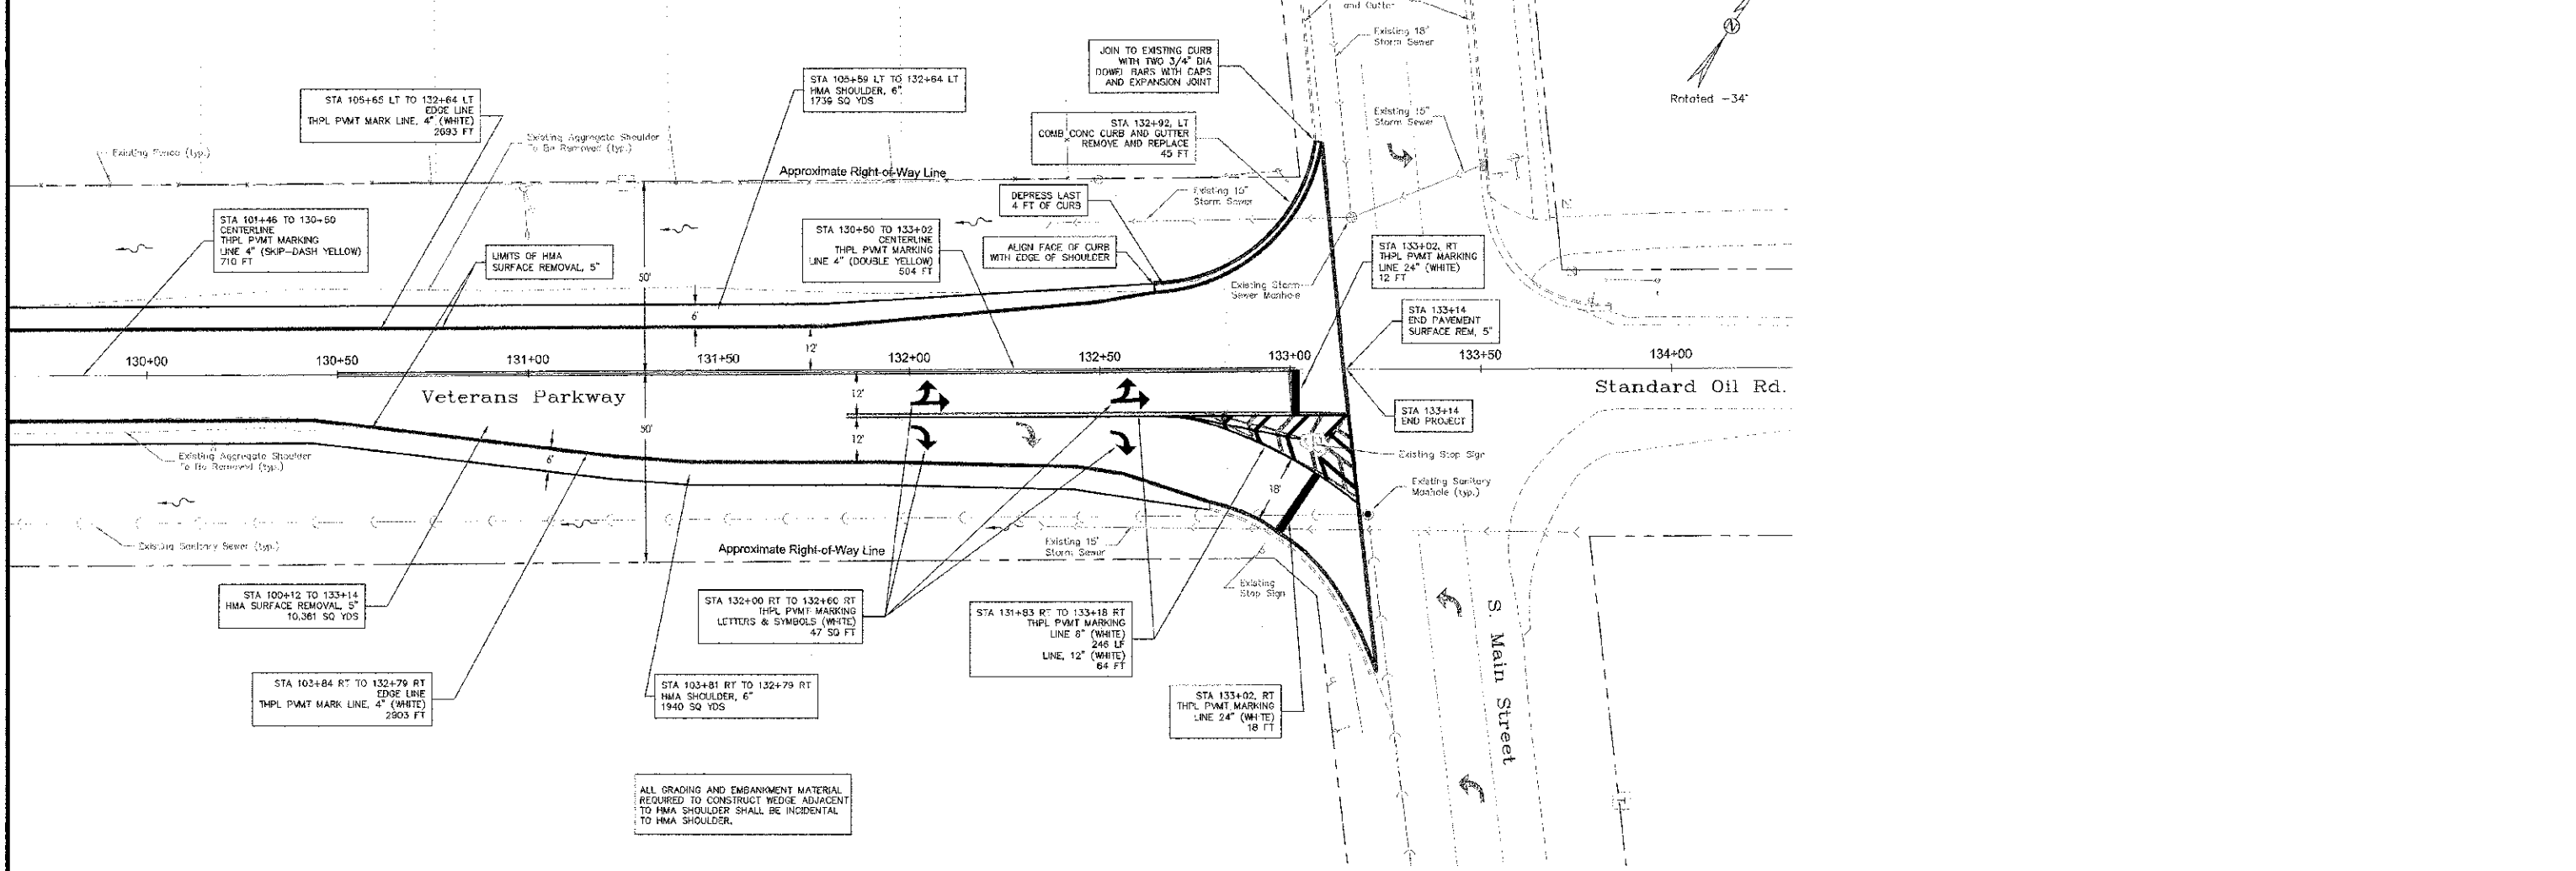 and Gutter
Existing 18"
Storm Sewer
Rotated -34°
JOIN TO EXISTING CURB
WITH TWO 3/4" DIA
DOWEL BARS WITH CAPS
AND EXPANSION JOINT
STA 105+59 LT TO 132+64 LT
HMA SHOULDER, 6"
1739 SQ YDS
STA 105+65 LT TO 132+64 LT
EDGE LINE
THPL PVMT MARK LINE, 4" (WHITE)
2693 FT
Existing 15"
Storm Sewer
STA 132+92, LT
COMB CONC CURB AND GUTTER
REMOVE AND REPLACE
45 FT
Existing Aggregate Shoulder
To Be Removed (typ.)
Existing Fence (typ.)
Approximate Right-of-Way Line
DEPRESS LAST
4 FT OF CURB
Existing 15"
Storm Sewer
STA 101+46 TO 130+50
CENTERLINE
THPL PVMT MARKING
LINE 4" (SKIP-DASH YELLOW)
710 FT
LIMITS OF HMA
SURFACE REMOVAL, 5"
50'
STA 130+50 TO 133+02
CENTERLINE
THPL PVMT MARKING
LINE 4" (DOUBLE YELLOW)
504 FT
ALIGN FACE OF CURB
WITH EDGE OF SHOULDER
STA 133+02, RT
THPL PVMT MARKING
LINE 24" (WHITE)
12 FT
Existing Storm
Sewer Manhole
STA 133+14
END PAVEMENT
SURFACE REM, 5"
6'
12'
130+00
130+50
131+00
131+50
132+00
132+50
133+00
133+50
134+00
Veterans Parkway
12'
Standard Oil Rd.
STA 133+14
END PROJECT
50'
12'
Existing Aggregate Shoulder
To Be Removed (typ.)
6'
Existing Stop Sign
18'
Existing Sanitary
Manhole (typ.)
Existing Sanitary Sewer (typ.)
Approximate Right-of-Way Line
Existing 15"
Storm Sewer
Existing
Stop Sign
STA 100+12 TO 133+14
HMA SURFACE REMOVAL, 5"
10,361 SQ YDS
STA 132+00 RT TO 132+60 RT
THPL PVMT MARKING
LETTERS & SYMBOLS (WHITE)
47 SQ FT
STA 131+83 RT TO 133+18 RT
THPL PVMT MARKING
LINE 8" (WHITE)
246 LF
LINE, 12" (WHITE)
64 FT
S. Main Street
STA 103+84 RT TO 132+79 RT
EDGE LINE
THPL PVMT MARK LINE, 4" (WHITE)
2903 FT
STA 103+81 RT TO 132+79 RT
HMA SHOULDER, 6"
1940 SQ YDS
STA 133+02, RT
THPL PVMT MARKING
LINE 24" (WHITE)
18 FT
ALL GRADING AND EMBANKMENT MATERIAL
REQUIRED TO CONSTRUCT WEDGE ADJACENT
TO HMA SHOULDER SHALL BE INCIDENTAL
TO HMA SHOULDER.